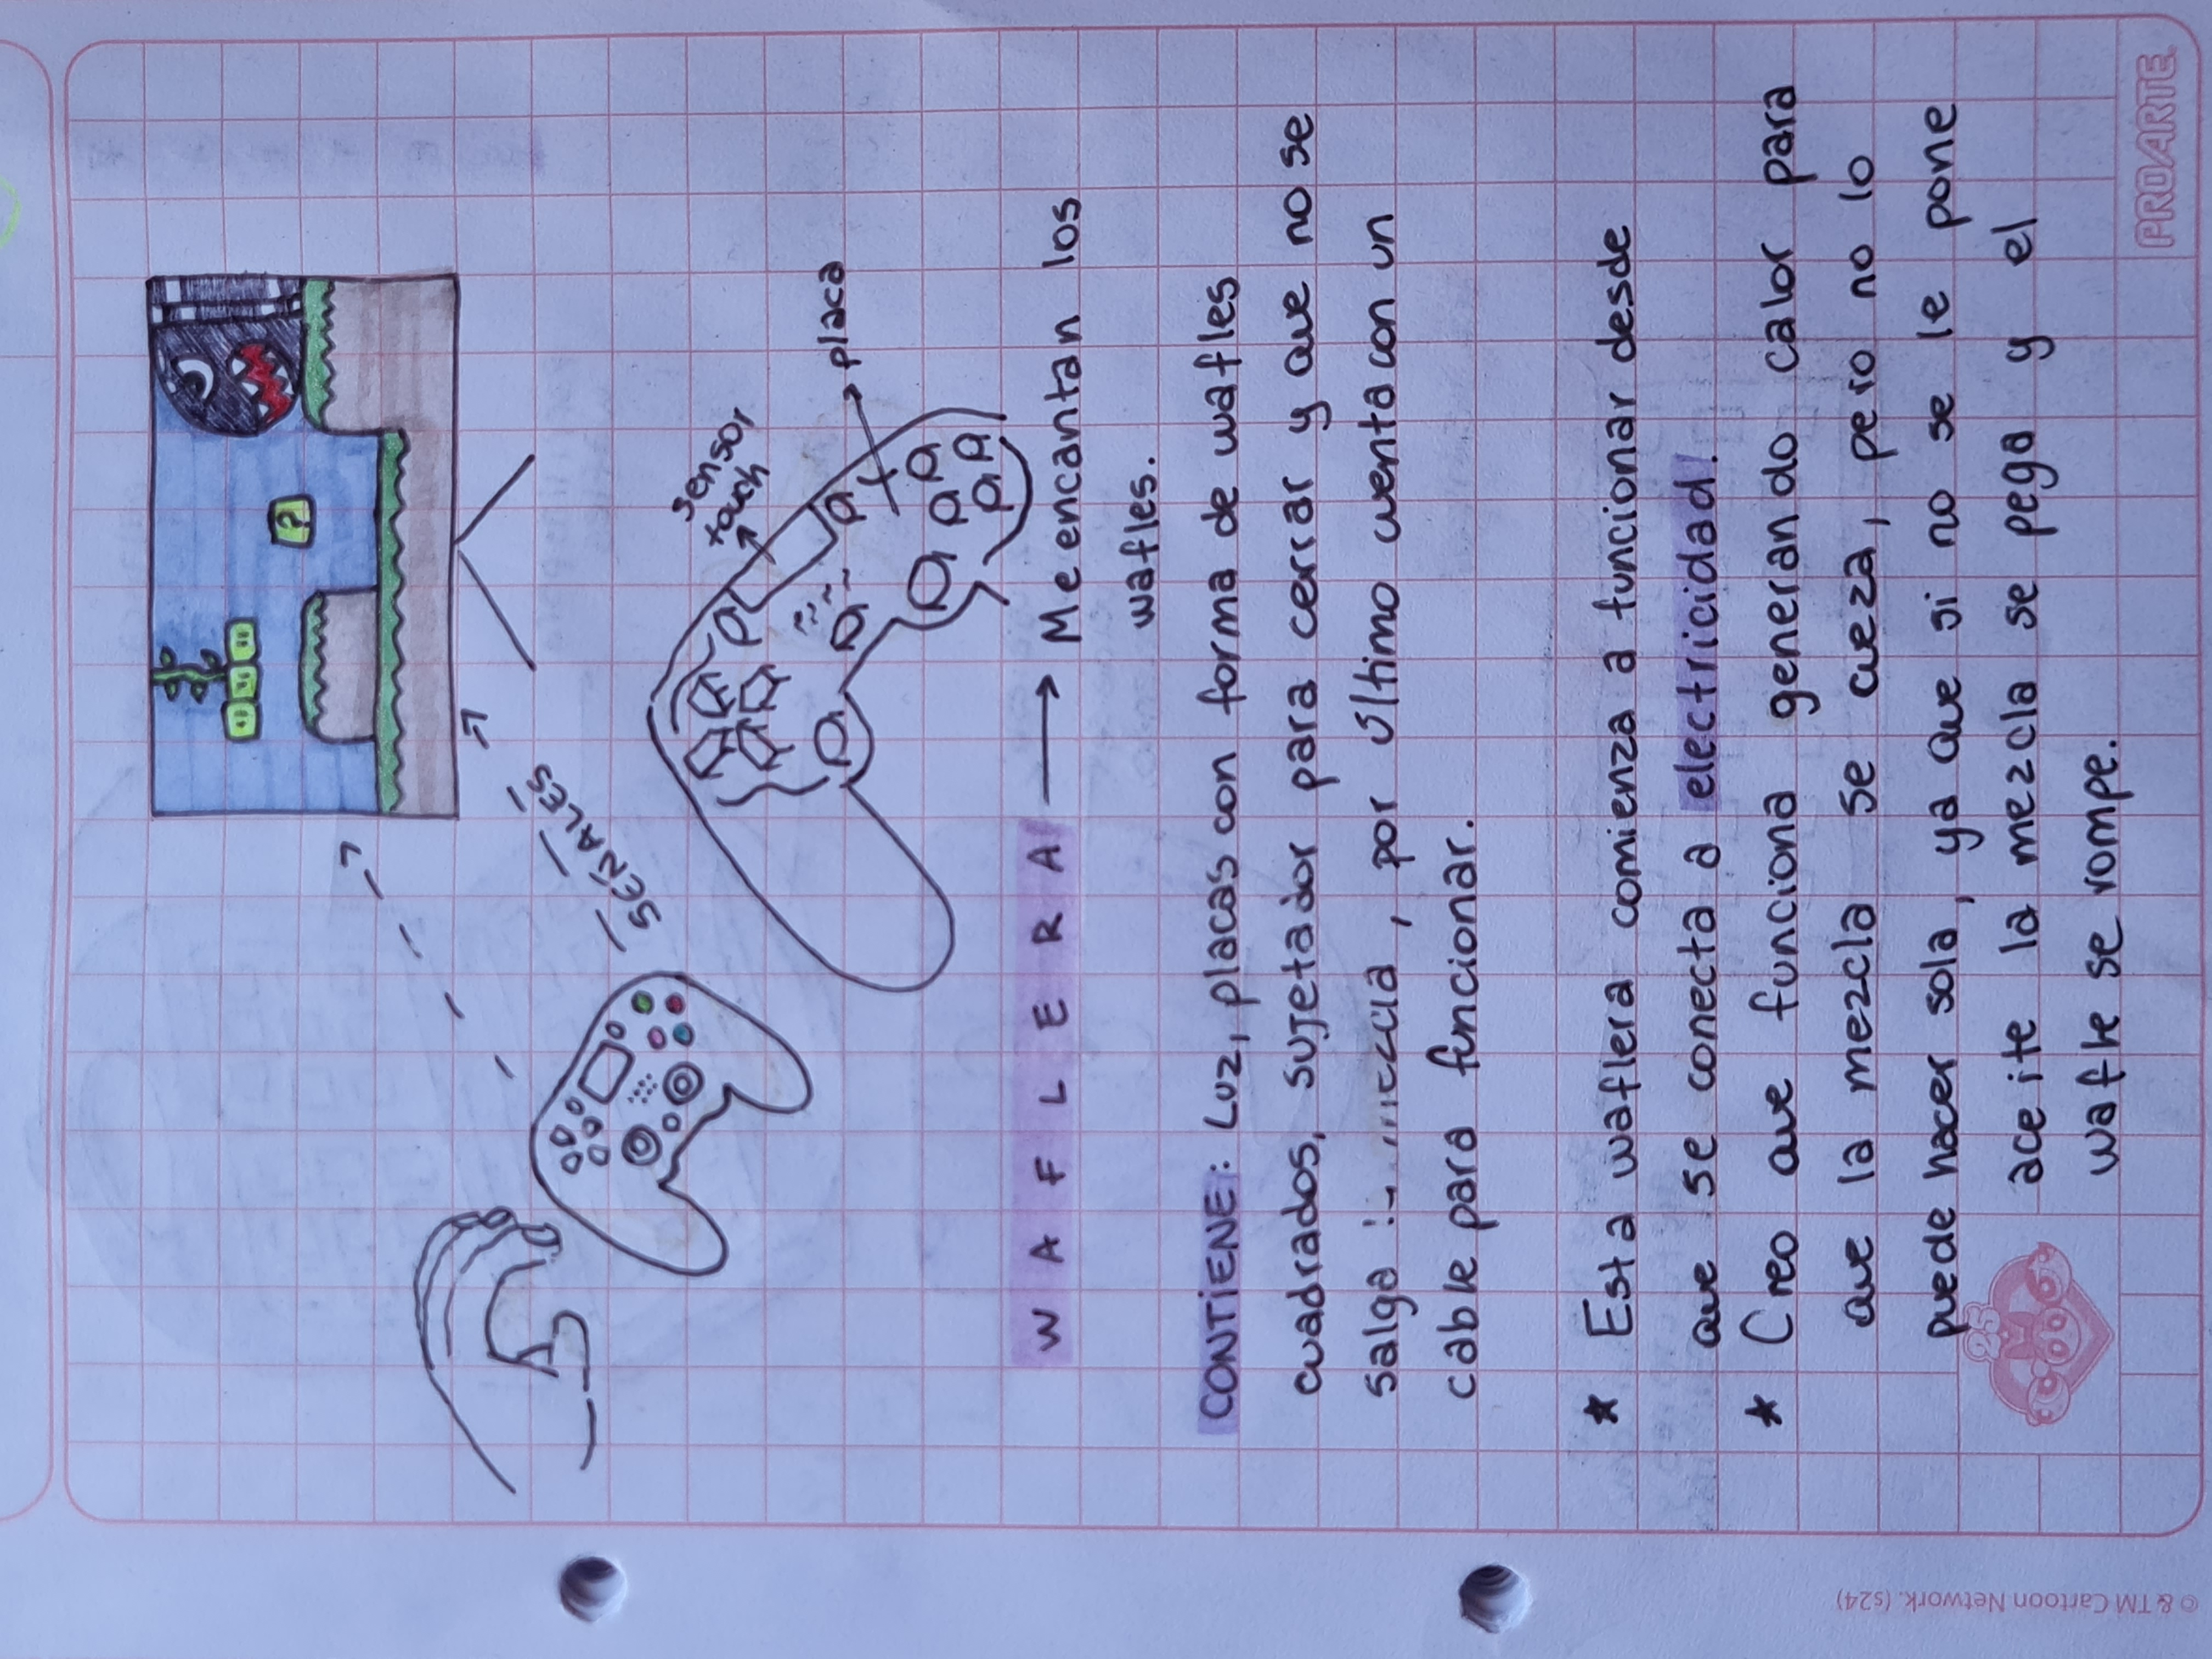 ?
SEÑALES
sensor
touch
placa
WAFLERA → Me encantan los
wafles.
CONTIENE: Luz, placas con forma de wafles
cuadrados, sujetador para cerrar y que no se
salga la mezcla, por último cuenta con un
cable para funcionar.
* Esta waflera comienza a funcionar desde
que se conecta a electricidad!
* Creo que funciona generando calor para
que la mezcla se cueza, pero no lo
puede hacer sola, ya que si no se le pone
aceite la mezcla se pega y el
wafle se rompe.
25
© & TM Cartoon Network. (s24)
PROARTE